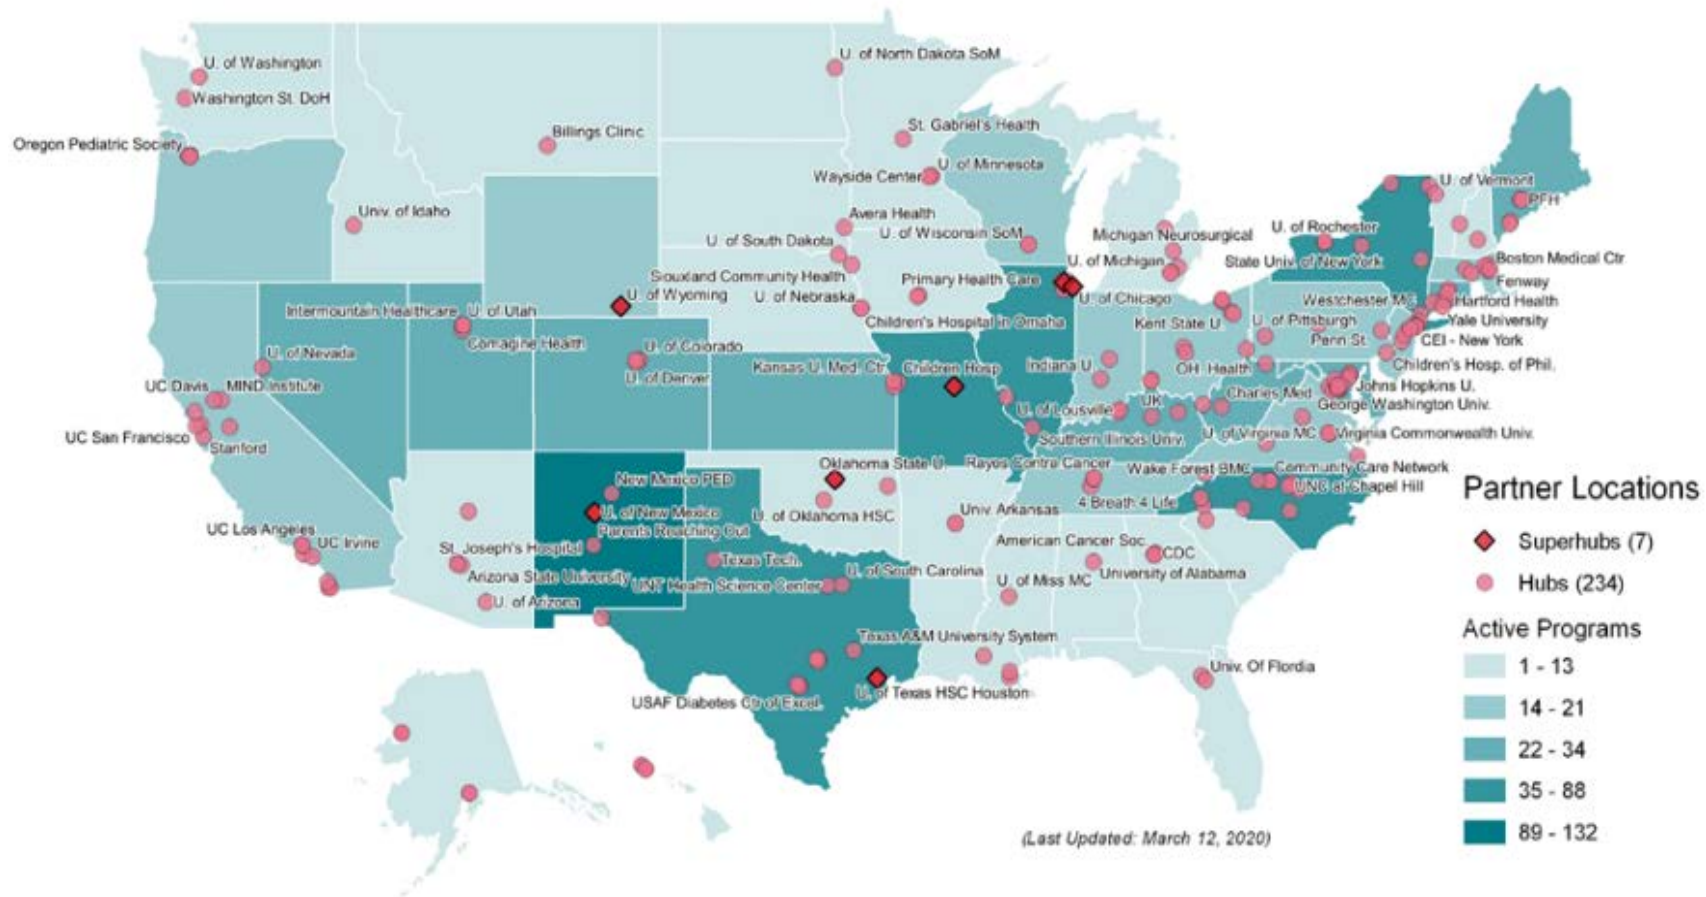 U. of Washington
Washington St. DoH
Oregon Pediatric Society
Billings Clinic
Univ. of Idaho
U. of North Dakota SoM
St. Gabriel's Health
U. of Minnesota
Wayside Center
Avera Health
U. of South Dakota
U. of Wisconsin SoM
Siouxland Community Health
U. of Wyoming
U. of Nebraska
Primary Health Care
Children's Hospital in Omaha
Michigan Neurosurgical
U. of Michigan
U. of Chicago
U. of Rochester
State Univ. of New York
U. of Vermont
PFH
Boston Medical Ctr
Fenway
Westchester MC
Hartford Health
Yale University
CEI - New York
Kent State U.
U. of Pittsburgh
Penn St.
Children's Hosp. of Phil.
Johns Hopkins U.
George Washington Univ.
Intermountain Healthcare
U. of Utah
Comagine Health
U. of Nevada
UC Davis
MIND Institute
UC San Francisco
Stanford
U. of Colorado
U. of Denver
Kansas U. Med. Ctr.
Children Hosp
Indiana U.
OH. Health
U. of Lousville
UK
Charles Med.
Southern Illinois Univ.
U. of Virginia MC
Virginia Commonwealth Univ.
Oklahoma State U.
Rayos Contra Cancer
Wake Forest BMC
Community Care Network
UNC at Chapel Hill
New Mexico PED
U. of New Mexico
Parents Reaching Out
U. of Oklahoma HSC
Univ. Arkansas
4 Breath 4 Life
UC Los Angeles
UC Irvine
St. Joseph's Hospital
Arizona State University
U. of Arizona
Texas Tech.
UNT Health Science Center
U. of South Carolina
American Cancer Soc.
CDC
University of Alabama
U. of Miss MC
Texas A&M University System
USAF Diabetes Ctr of Excel.
U. of Texas HSC Houston
Univ. Of Flordia
Partner Locations
Superhubs (7)
Hubs (234)
Active Programs
1 - 13
14 - 21
22 - 34
35 - 88
89 - 132
(Last Updated: March 12, 2020)